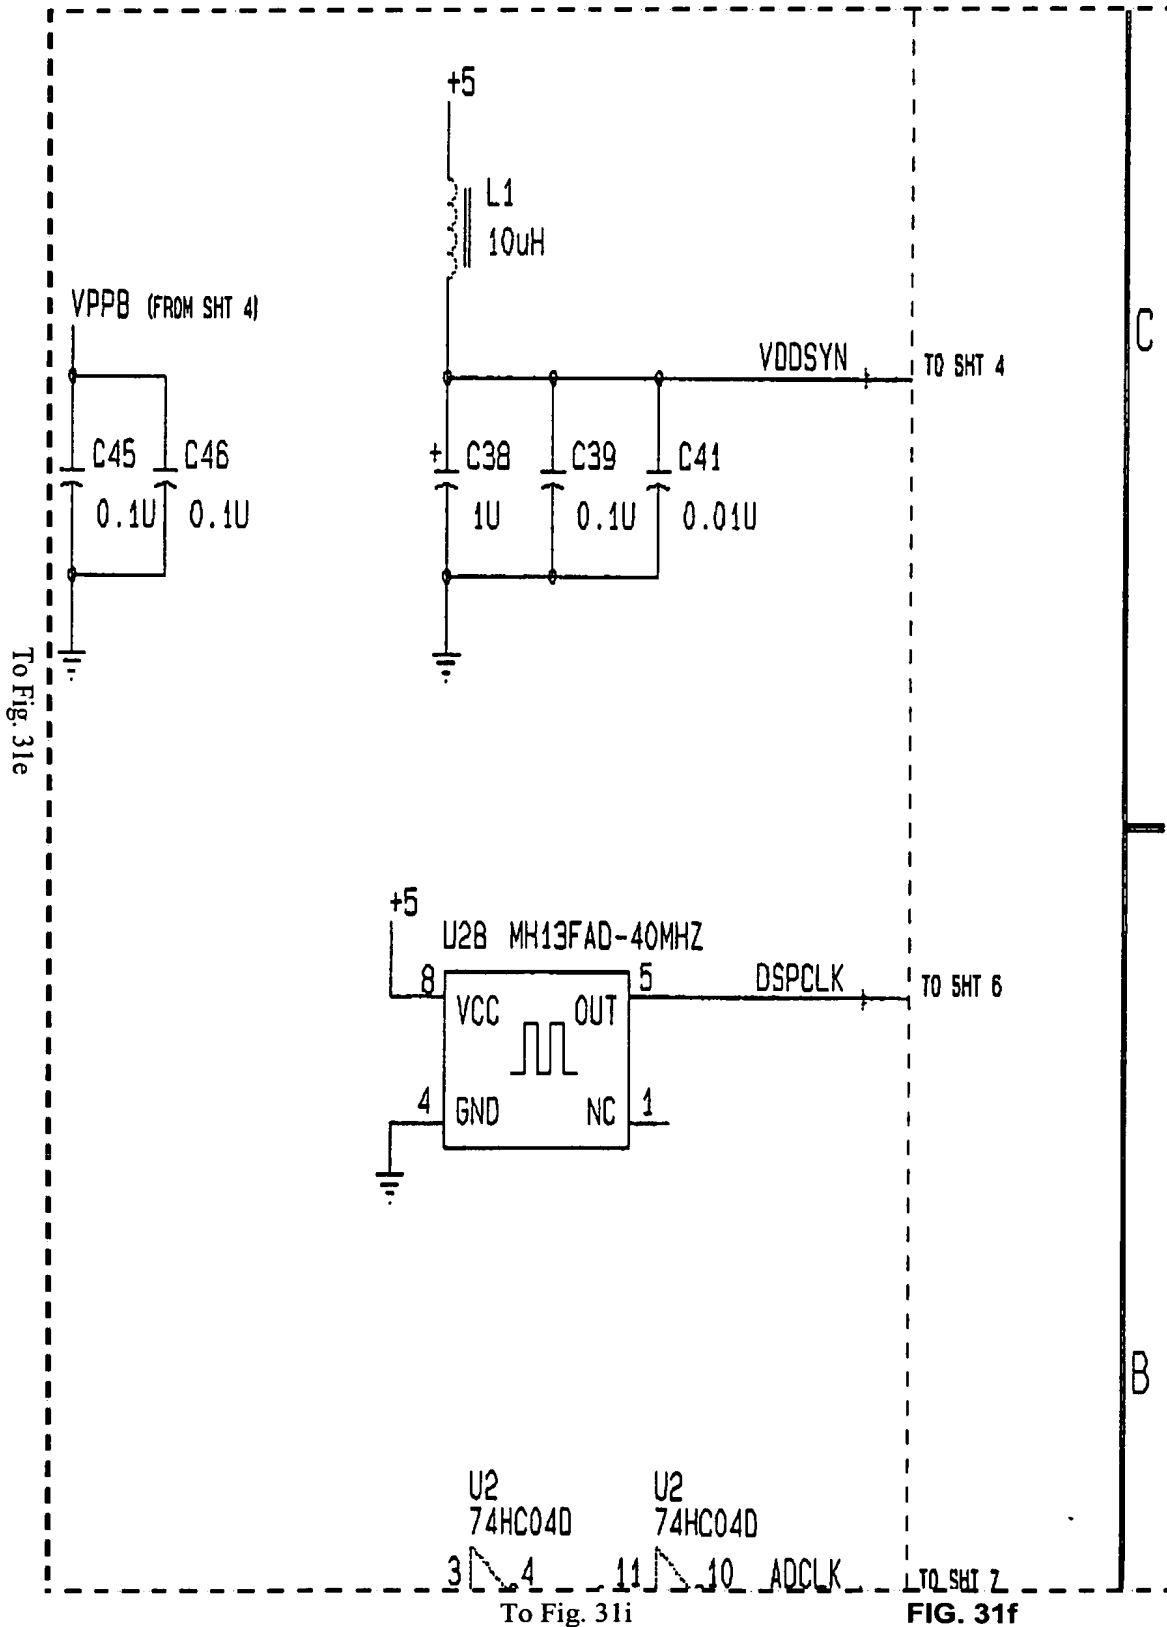 +5
L1
10uH
VPPB (FROM SHT 4)
C
VDDSYN
TO SHT 4
C45
C46
+
C38
C39
C41
0.1U
0.1U
1U
0.1U
0.01U
To Fig. 31e
+5
U28 MH13FAD-40MHZ
8
5
DSPCLK
TO SHT 6
VCC
OUT
4
GND
NC
1
B
U2
74HC04D
U2
74HC04D
3
4
11
10
ADCLK
TO SHT 7
To Fig. 31i
FIG. 31f